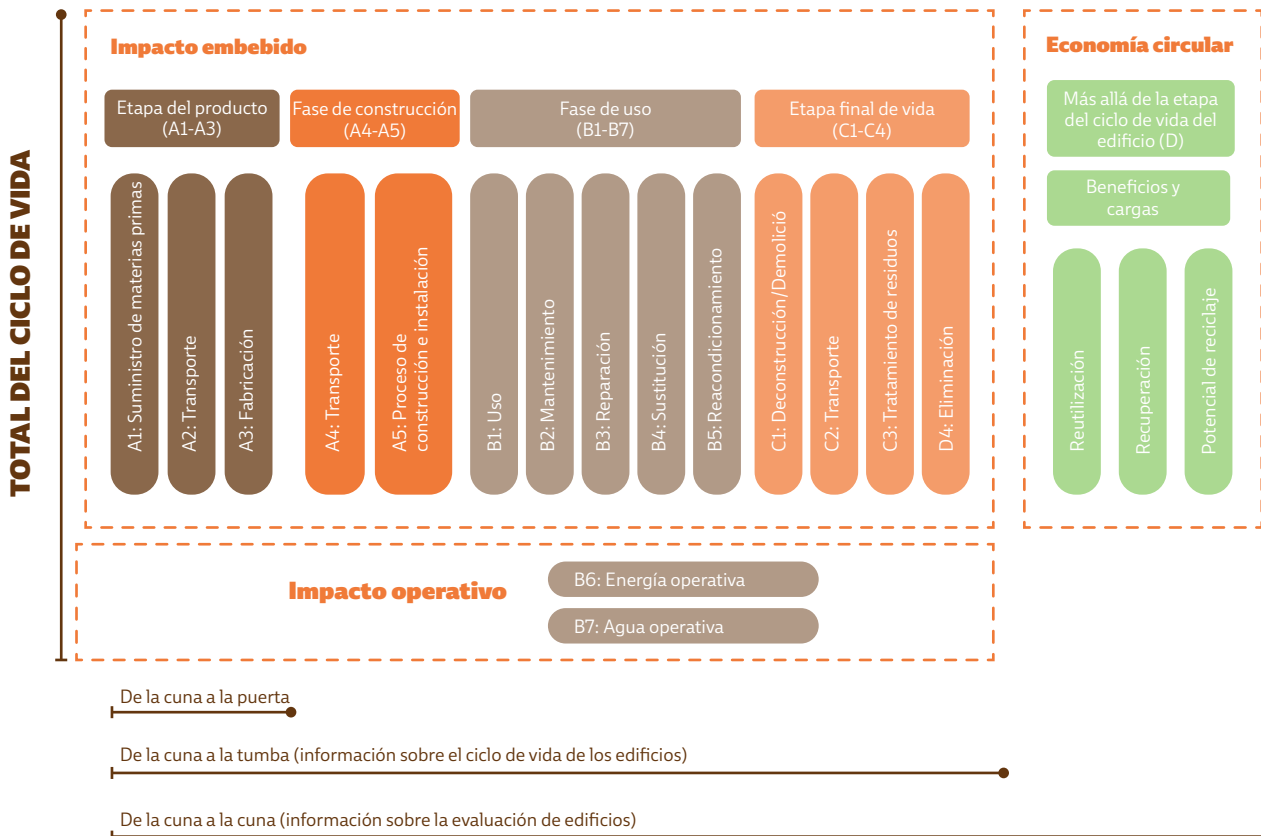 TOTAL DEL CICLO DE VIDA
Impacto embebido
Etapa del producto
(A1-A3)
Fase de construcción
(A4-A5)
Fase de uso
(B1-B7)
Etapa final de vida
(C1-C4)
A1: Suministro de materias primas
A2: Transporte
A3: Fabricación
A4: Transporte
A5: Proceso de
construcción e instalación
B1: Uso
B2: Mantenimiento
B3: Reparación
B4: Sustitución
B5: Reacondicionamiento
C1: Deconstrucción/Demolició
C2: Transporte
C3: Tratamiento de residuos
D4: Eliminación
Economía circular
Más allá de la etapa
del ciclo de vida del
edificio (D)
Beneficios y
cargas
Reutilización
Recuperación
Potencial de reciclaje
Impacto operativo
B6: Energía operativa
B7: Agua operativa
De la cuna a la puerta
De la cuna a la tumba (información sobre el ciclo de vida de los edificios)
De la cuna a la cuna (información sobre la evaluación de edificios)